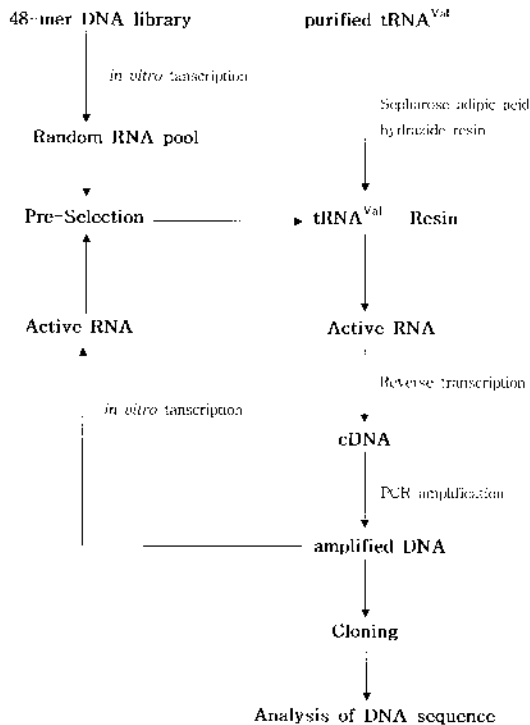 48-mer DNA library
purified tRNA^Val
in vitro tanscription
Sepharose adipic acid
hydrazide resin
Random RNA pool
Pre-Selection
tRNA^Val Resin
Active RNA
Active RNA
Reverse transcription
in vitro tanscription
cDNA
PCR amplification
amplified DNA
Cloning
Analysis of DNA sequence